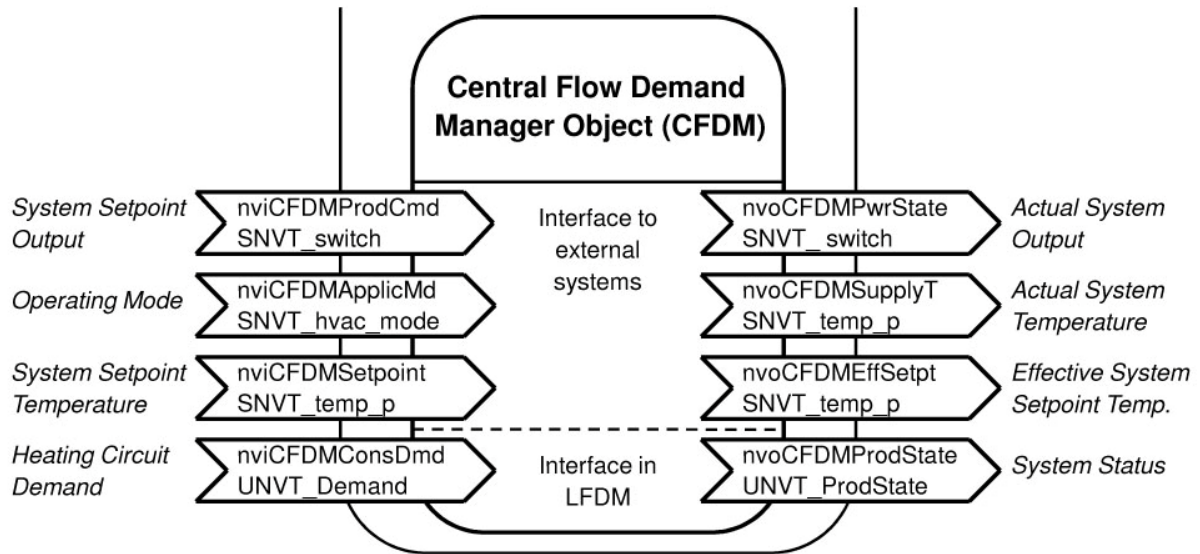 Central Flow Demand
Manager Object (CFDM)
System Setpoint
Output
nviCFDMProdCmd
SNVT_switch
Interface to
external
systems
nvoCFDMPwrState
SNVT_ switch
Actual System
Output
Operating Mode
nviCFDMApplicMd
SNVT_hvac_mode
nvoCFDMSupplyT
SNVT_temp_p
Actual System
Temperature
System Setpoint
Temperature
nviCFDMSetpoint
SNVT_temp_p
nvoCFDMEffSetpt
SNVT_temp_p
Effective System
Setpoint Temp.
Heating Circuit
Demand
nviCFDMConsDmd
UNVT_Demand
Interface in
LFDM
nvoCFDMProdState
UNVT_ProdState
System Status